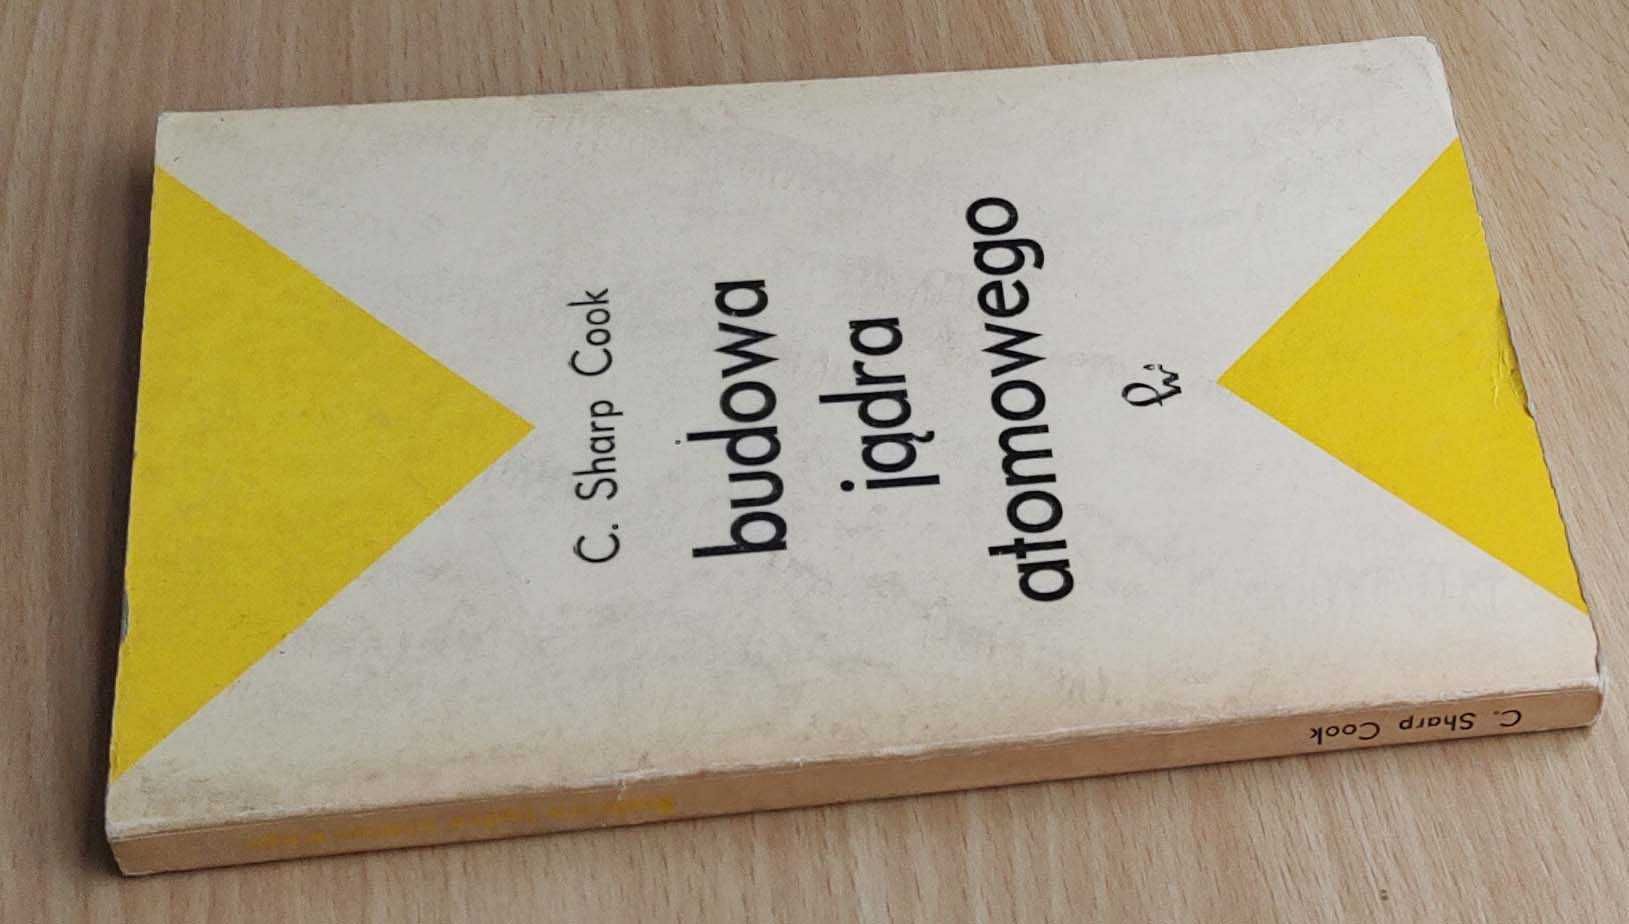 C. Sharp Cook
budowa
jądra
atomowego
C. Sharp Cook